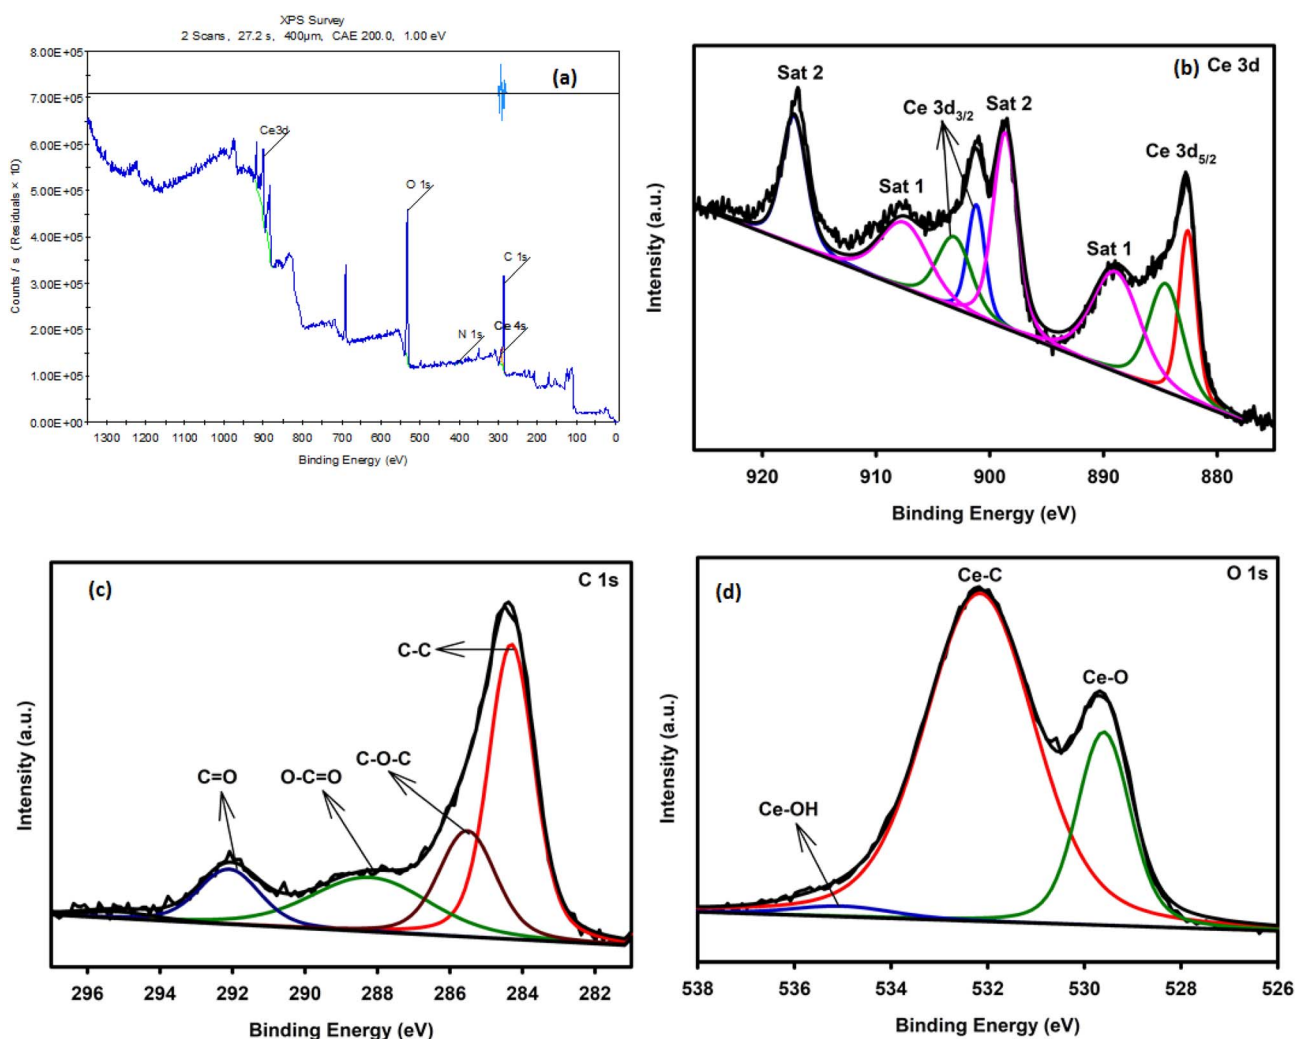 XPS Survey
2 Scans, 27.2 s, 400µm, CAE 200.0, 1.00 eV
(a)
Counts / s (Residuals × 10)
8.00E+05
7.00E+05
6.00E+05
5.00E+05
4.00E+05
3.00E+05
2.00E+05
1.00E+05
0.00E+00
Ce3d
O 1s
C 1s
N 1s
Ce 4s
1300 1200 1100 1000 900 800 700 600 500 400 300 200 100 0
Binding Energy (eV)
(b) Ce 3d
Sat 2
Ce 3d3/2
Sat 2
Sat 1
Ce 3d5/2
Sat 1
Intensity (a.u.)
920 910 900 890 880
Binding Energy (eV)
(c)
C 1s
C-C
C-O-C
O-C=O
C=O
Intensity (a.u.)
296 294 292 290 288 286 284 282
Binding Energy (eV)
(d)
O 1s
Ce-C
Ce-O
Ce-OH
Intensity (a.u.)
538 536 534 532 530 528 526
Binding Energy (eV)